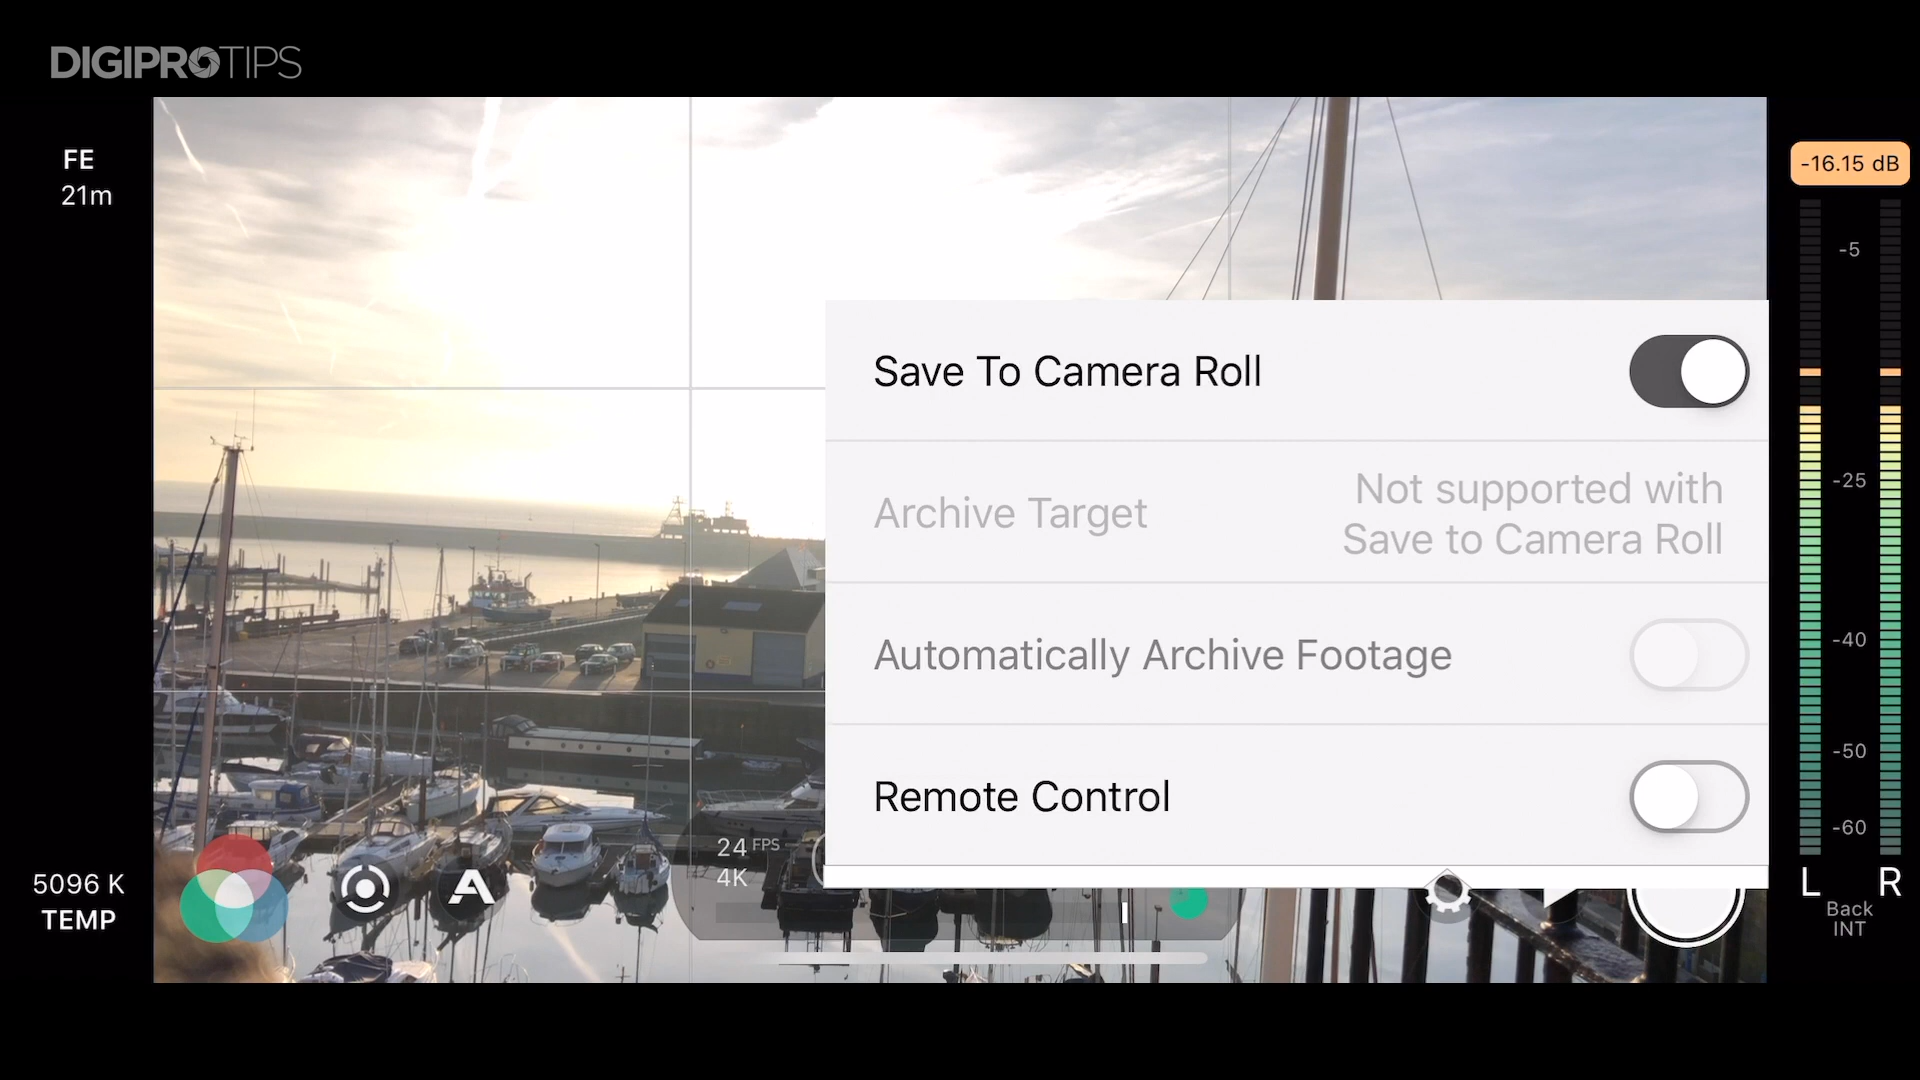 DIGIPROTIPS
FE
21m
-16.15 dB
-5
Save To Camera Roll
Archive Target
Not supported with
Save to Camera Roll
-25
Automatically Archive Footage
-40
Remote Control
-50
-60
24 FPS
4K
5096 K
TEMP
A
L R
Back
INT